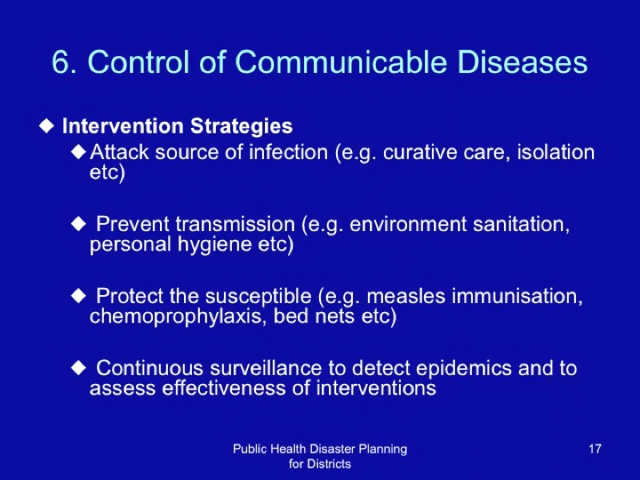 6. Control of Communicable Diseases
◆ Intervention Strategies
◆Attack source of infection (e.g. curative care, isolation
etc)
◆ Prevent transmission (e.g. environment sanitation,
personal hygiene etc)
◆ Protect the susceptible (e.g. measles immunisation,
chemoprophylaxis, bed nets etc)
◆ Continuous surveillance to detect epidemics and to
assess effectiveness of interventions
Public Health Disaster Planning
for Districts
17